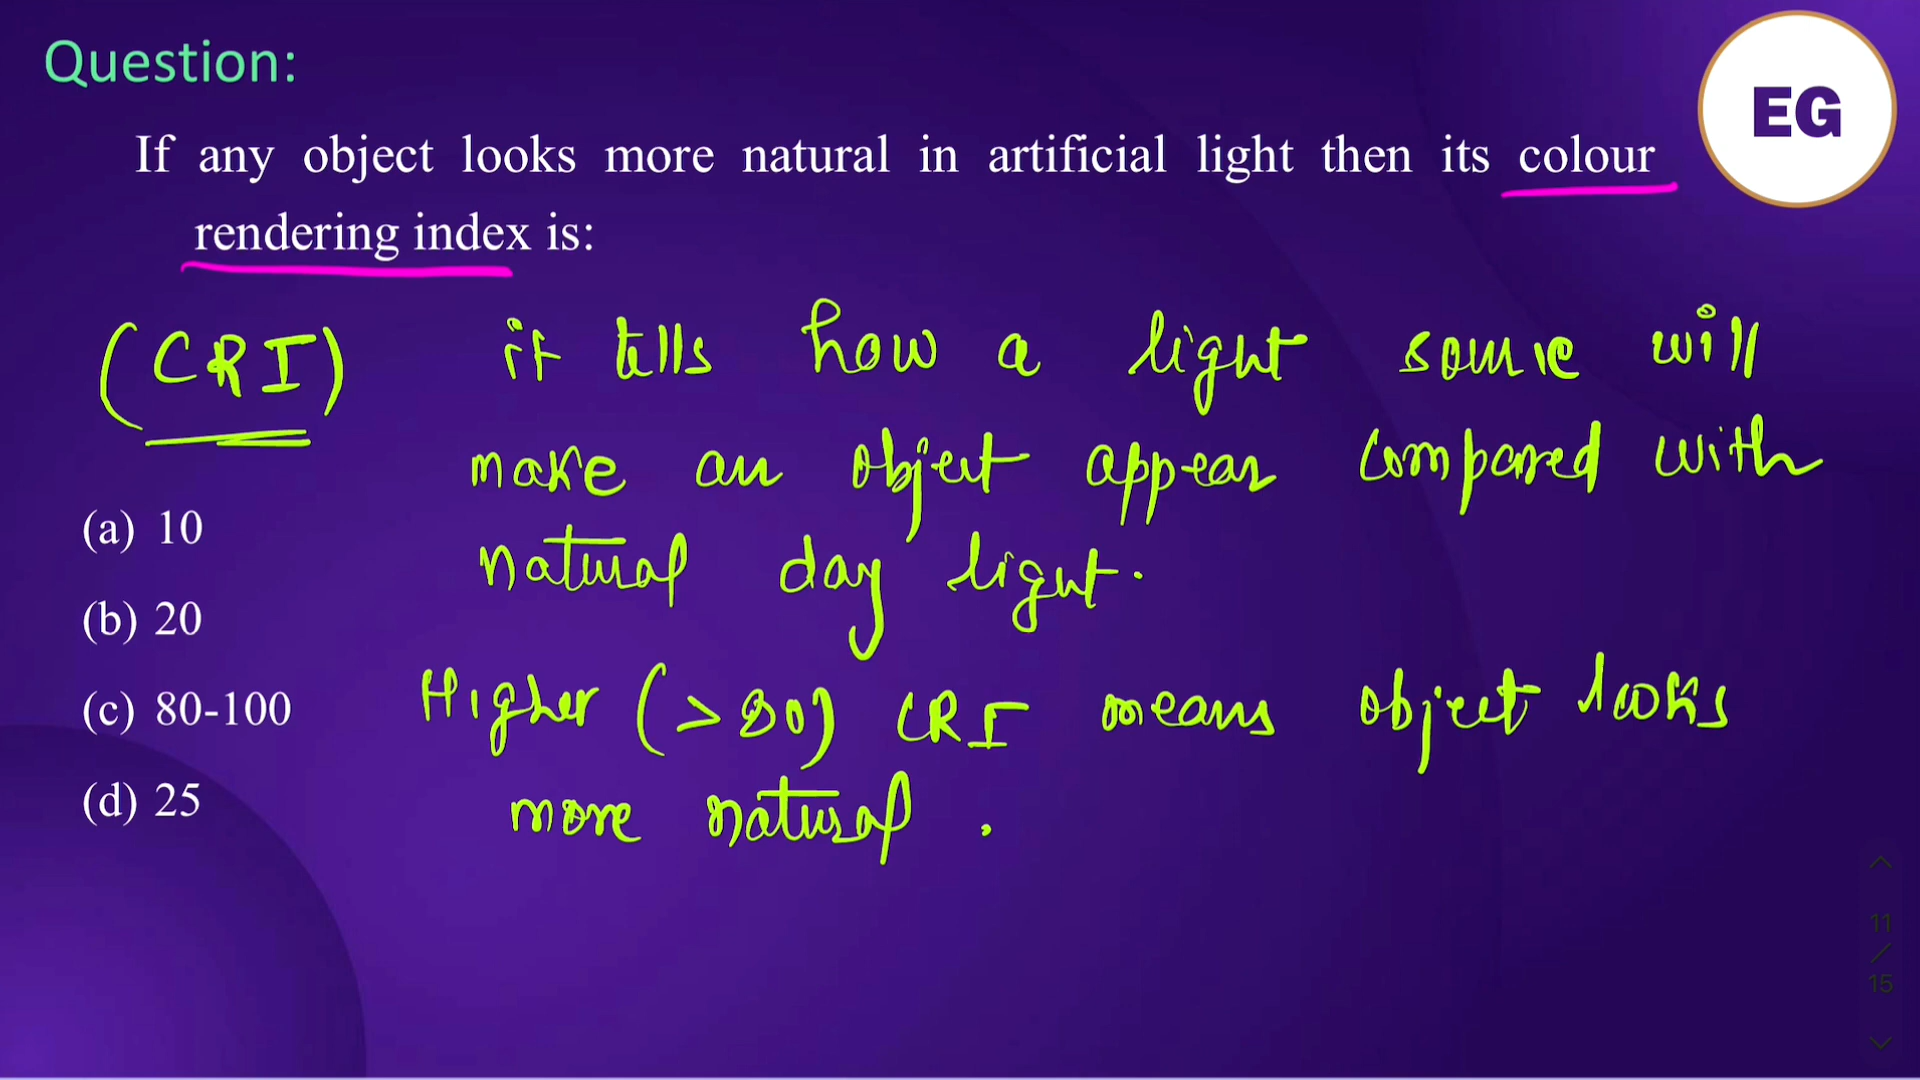 Question:
EG
If any object looks more natural in artificial light then its colour
rendering index is:
(CRI) it tells how a light source will
make an object appear compared with
natural day light.
(a) 10
(b) 20
(c) 80-100
(d) 25
Higher (>80) CRI means object looks
more natural.
11
/
15